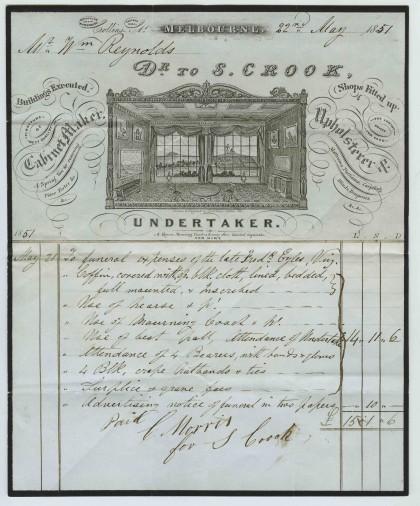 Collins St. MELBOURNE. 22nd May 1851
Mr. Wm Reynolds
Dr. TO S. CROOK,
Buildings Executed,
Shops Fitted up
Cabinet Maker,
Upholsterer &c
UNDERTAKER.
1851 £ S D
May 21 To funeral expenses of the late Fredk. Eyles, Viz.
" Coffin, covered with blk. cloth, lined, bedded,
full mounted, & inscribed
" Use of hearse &
" Use of Mourning Coach &
" Use of best pall, Attendance of Undertaker 14 " 11 " 6
" Attendance of 4 Bearers, with bands & gloves
" 4 Blk. crape hatbands & ties
" Surplice & grave fees
" Advertising notice of funeral in two papers " 10 "
£ 15 " 1 " 6
Paid
C Morris
for S Crook